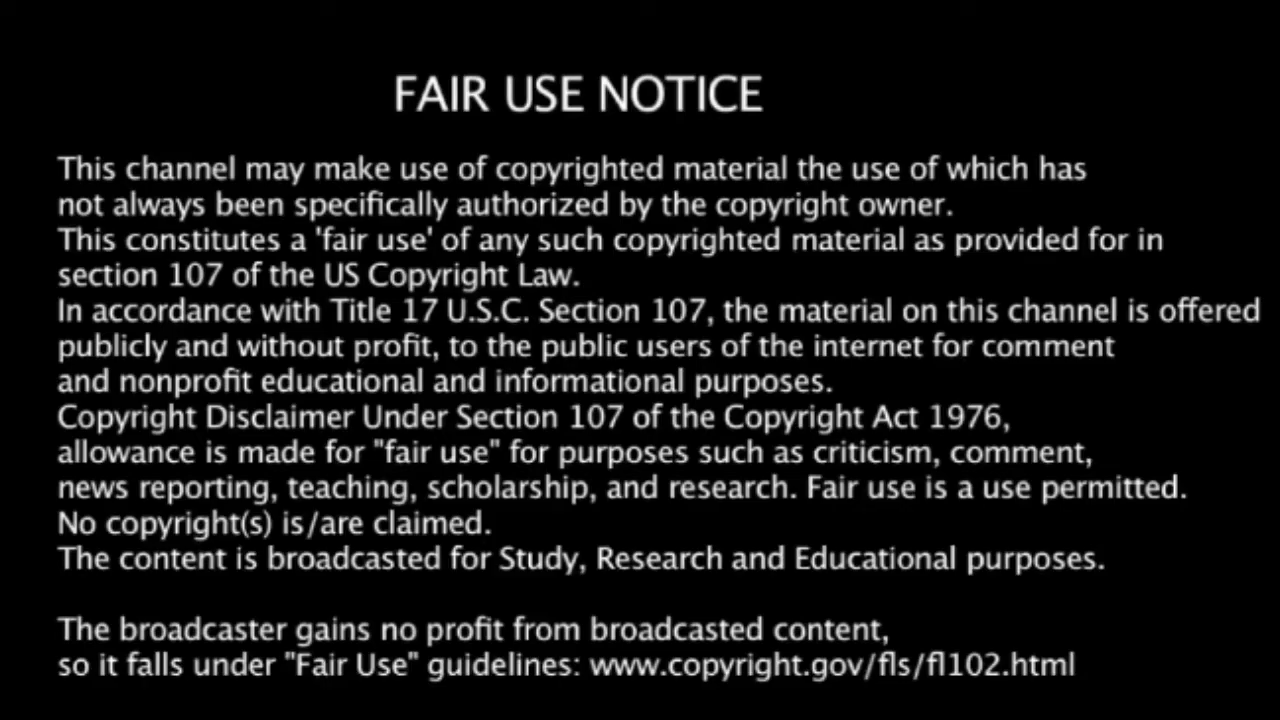 FAIR USE NOTICE
This channel may make use of copyrighted material the use of which has
not always been specifically authorized by the copyright owner.
This constitutes a 'fair use' of any such copyrighted material as provided for in
section 107 of the US Copyright Law.
In accordance with Title 17 U.S.C. Section 107, the material on this channel is offered
publicly and without profit, to the public users of the internet for comment
and nonprofit educational and informational purposes.
Copyright Disclaimer Under Section 107 of the Copyright Act 1976,
allowance is made for "fair use" for purposes such as criticism, comment,
news reporting, teaching, scholarship, and research. Fair use is a use permitted.
No copyright(s) is/are claimed.
The content is broadcasted for Study, Research and Educational purposes.
The broadcaster gains no profit from broadcasted content,
so it falls under "Fair Use" guidelines: www.copyright.gov/fls/fl102.html